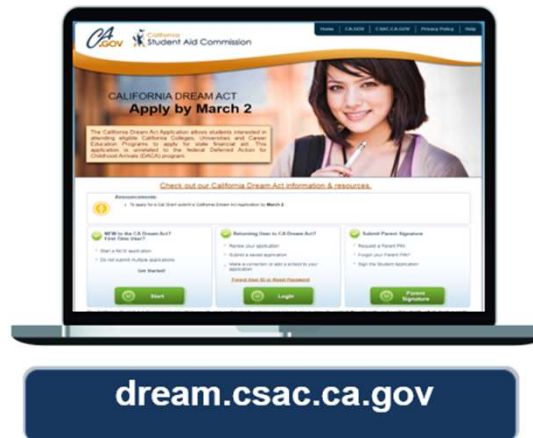 CA
.GOV
California
Student Aid Commission
Home | CA.GOV | CSAC.CA.GOV | Privacy Policy | Help
CALIFORNIA DREAM ACT
Apply by March 2
The California Dream Act Application allows students interested in
attending eligible California Colleges, Universities and Career
Education Programs to apply for state financial aid. This
application is unrelated to the federal Deferred Action for
Childhood Arrivals (DACA) program.
Check out our California Dream Act information & resources.
Announcements:
To apply for a Cal Grant submit a California Dream Act Application by March 2.
NEW to the CA Dream Act?
First Time User?
Start a NEW application
Do not submit multiple applications
Get Started!
Start
Returning User to CA Dream Act?
Renew your application
Submit a saved application
Make a correction or add a school to your
application
Forgot User ID or Reset Password
Login
Submit Parent Signature
Request a Parent PIN
Forgot your Parent PIN?
Sign the Student Application
Parent
Signature
dream.csac.ca.gov